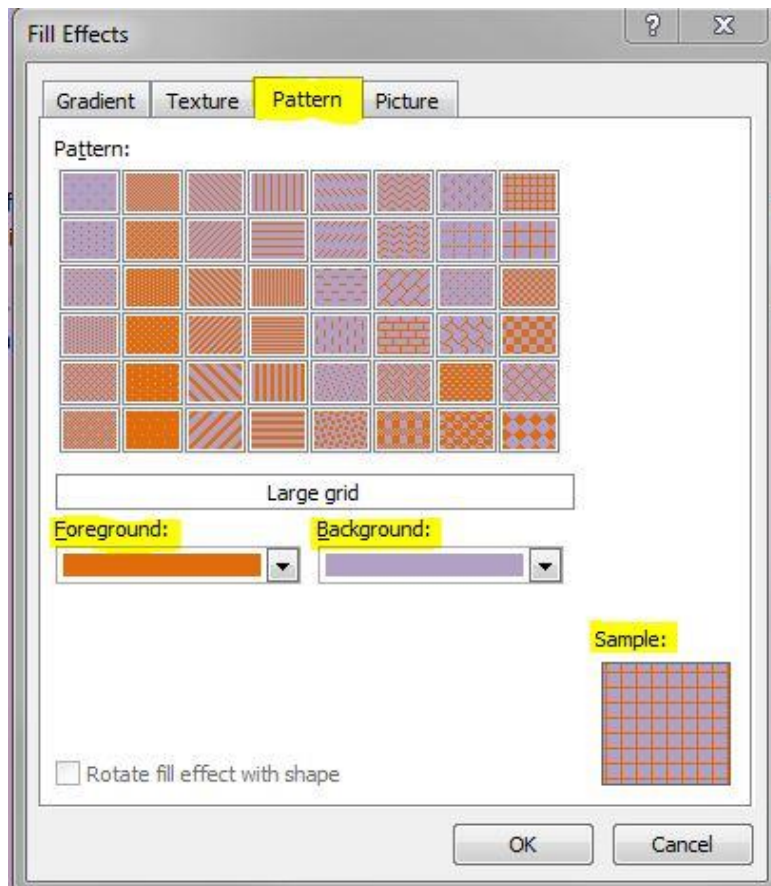 Fill Effects
Gradient Texture Pattern Picture
Pattern:
Large grid
Foreground: Background:
Sample:
Rotate fill effect with shape
OK Cancel